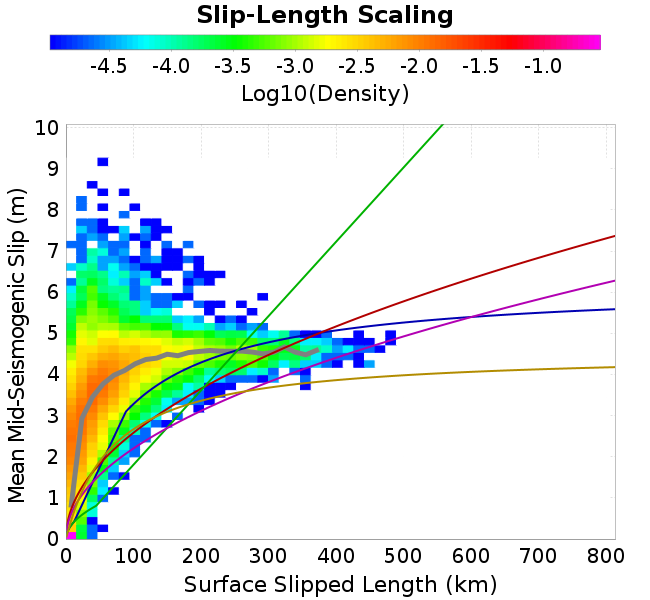 Slip-Length Scaling
-4.5 -4.0 -3.5 -3.0 -2.5 -2.0 -1.5 -1.0
Log10(Density)
10
9
8
7
6
5
4
3
2
1
0
Mean Mid-Seismogenic Slip (m)
0 100 200 300 400 500 600 700 800
Surface Slipped Length (km)